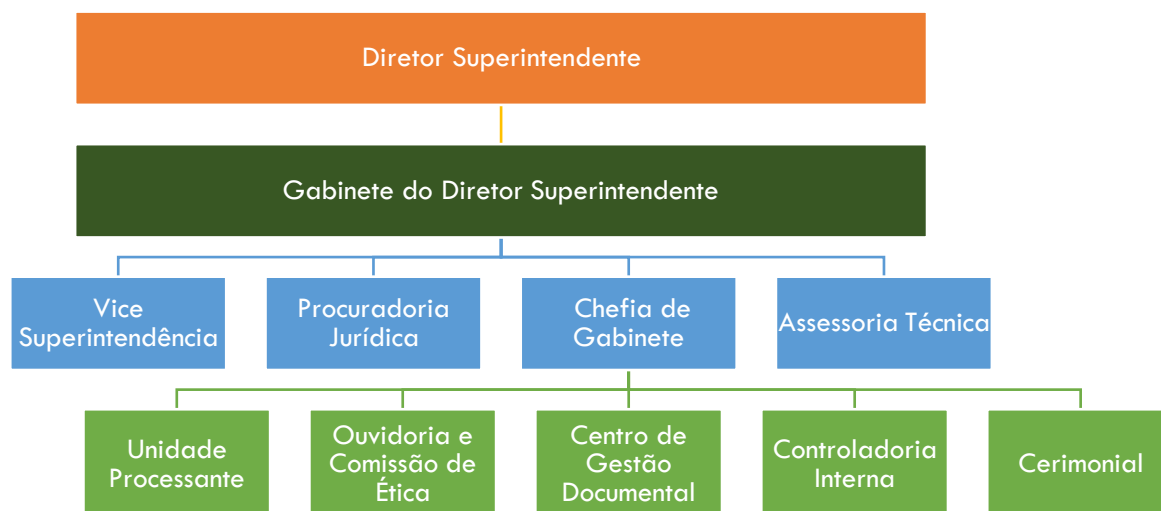 Diretor Superintendente
Gabinete do Diretor Superintendente
Vice
Superintendência
Procuradoria
Jurídica
Chefia de
Gabinete
Assessoria Técnica
Unidade
Processante
Ouvidoria e
Comissão de
Ética
Centro de
Gestão
Documental
Controladoria
Interna
Cerimonial